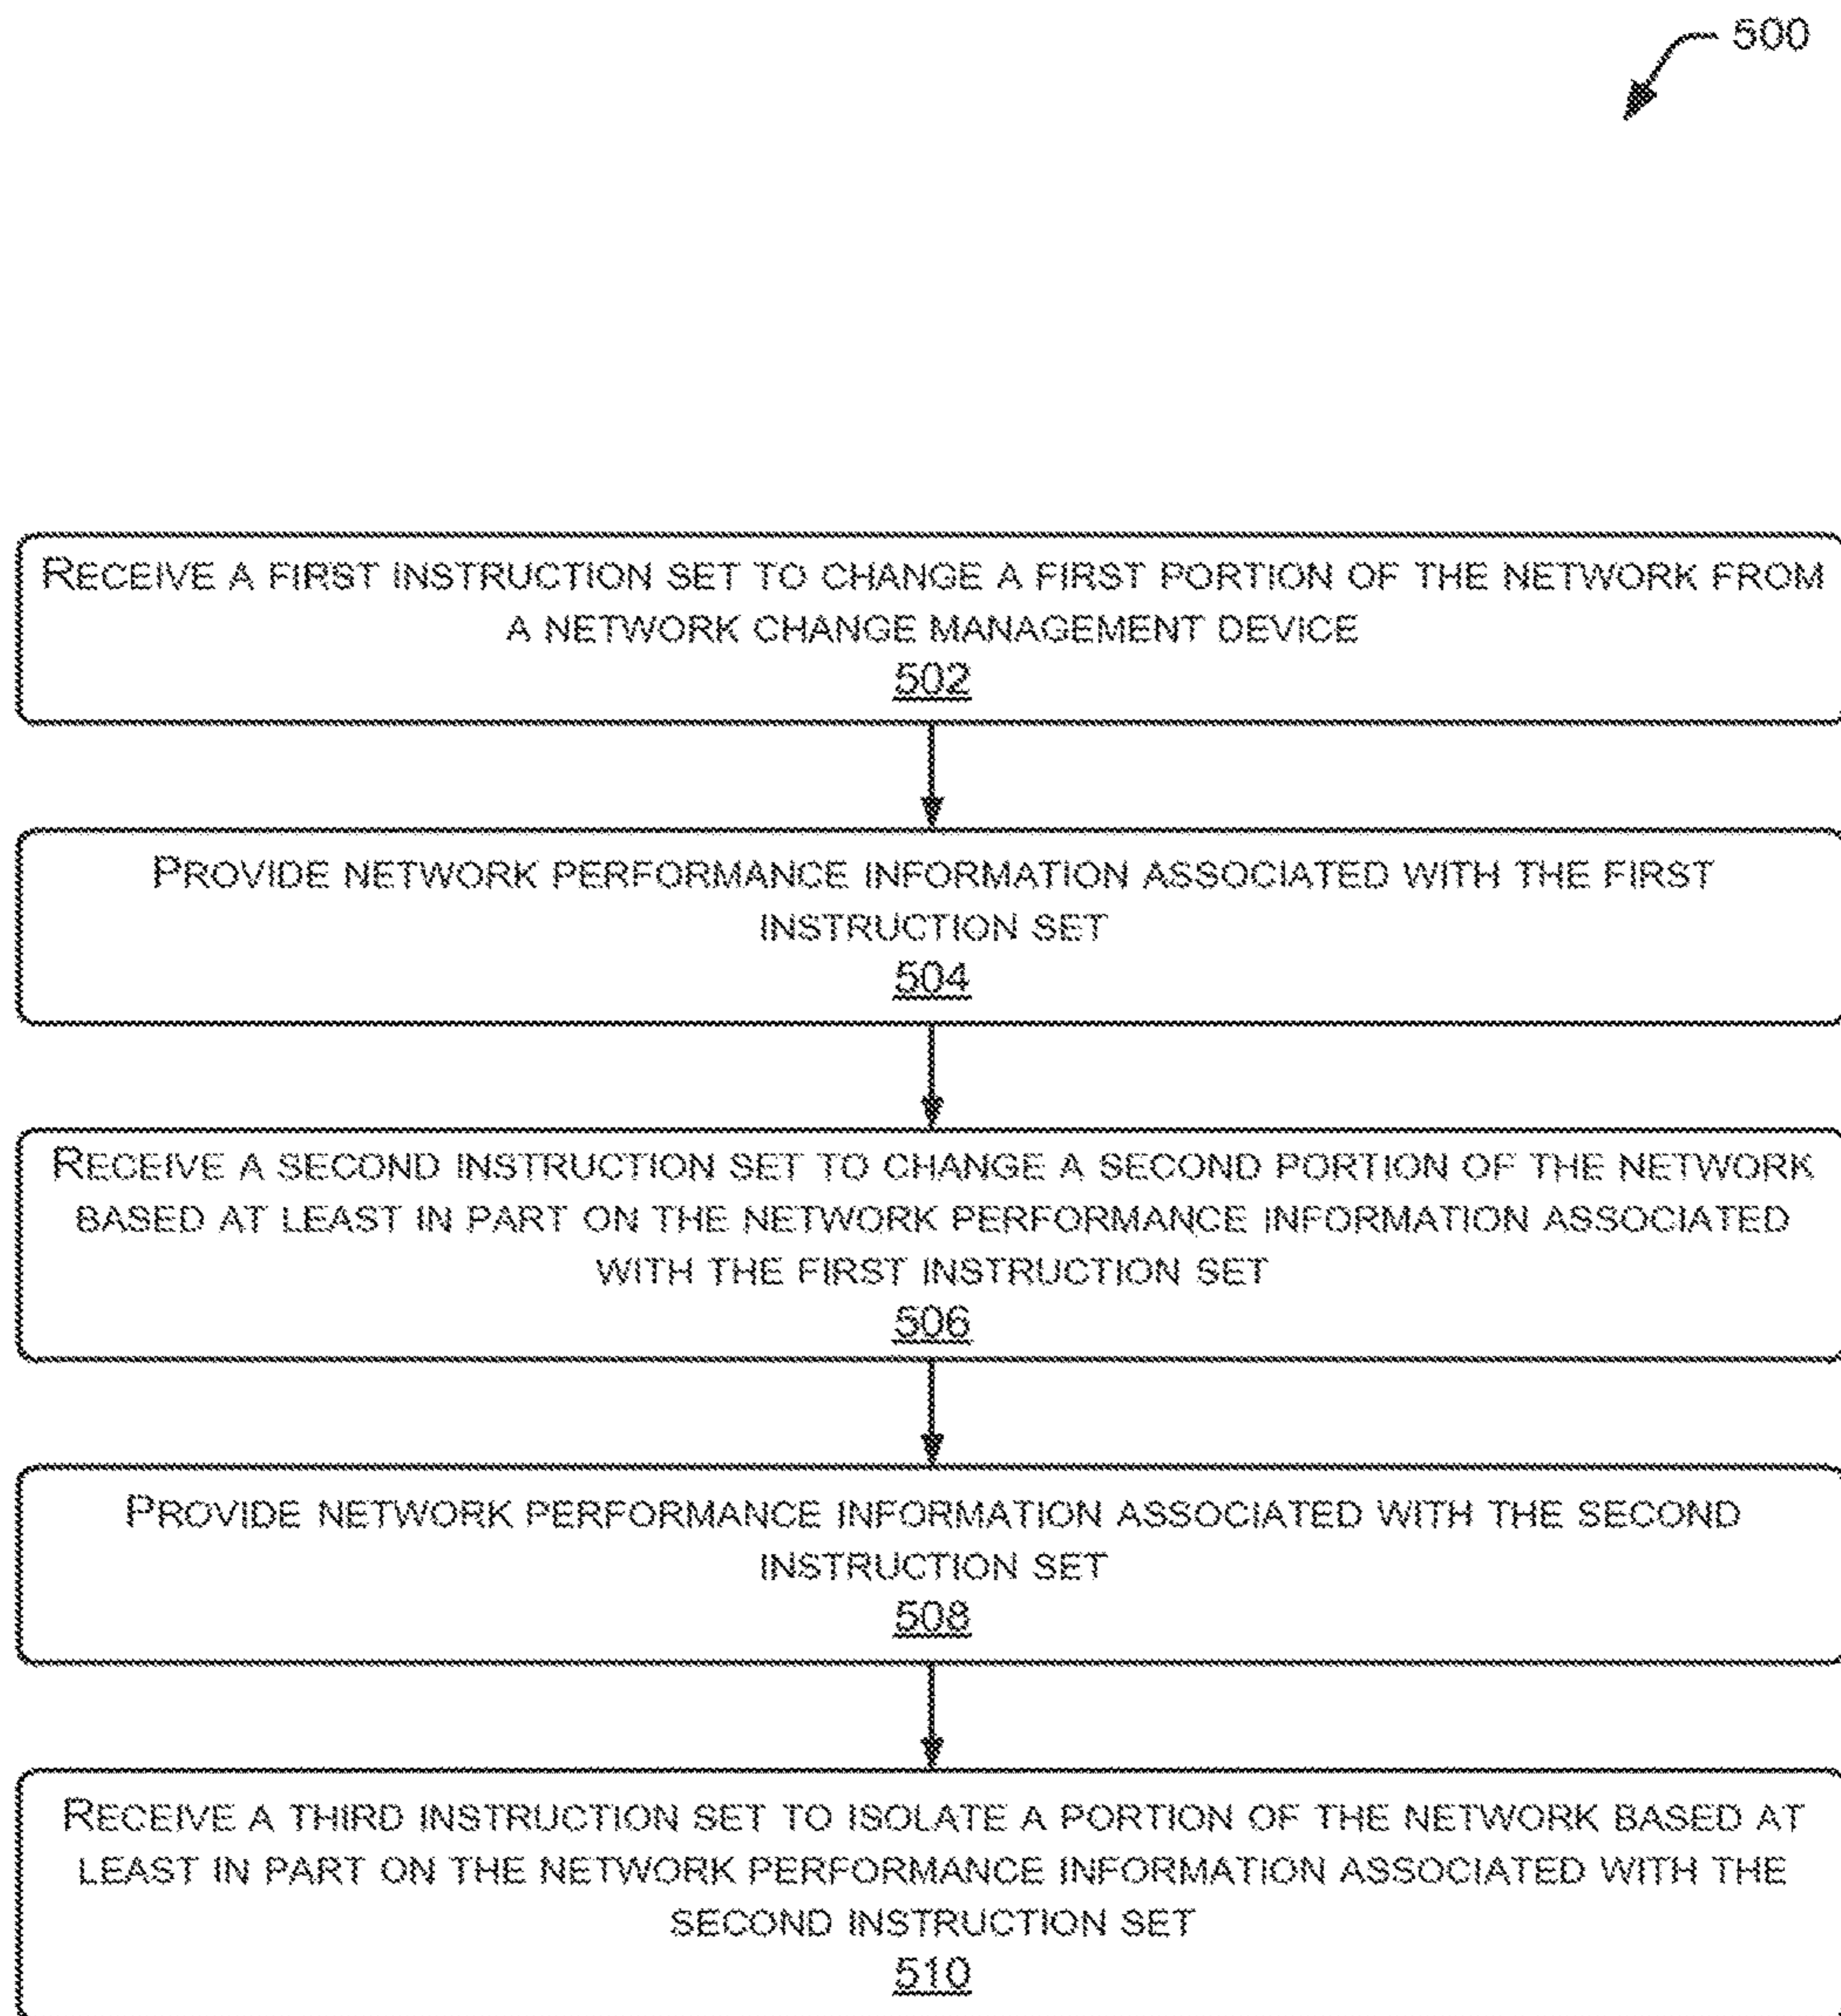 500
RECEIVE A FIRST INSTRUCTION SET TO CHANGE A FIRST PORTION OF THE NETWORK FROM
A NETWORK CHANGE MANAGEMENT DEVICE
502
PROVIDE NETWORK PERFORMANCE INFORMATION ASSOCIATED WITH THE FIRST
INSTRUCTION SET
504
RECEIVE A SECOND INSTRUCTION SET TO CHANGE A SECOND PORTION OF THE NETWORK
BASED AT LEAST IN PART ON THE NETWORK PERFORMANCE INFORMATION ASSOCIATED
WITH THE FIRST INSTRUCTION SET
506
PROVIDE NETWORK PERFORMANCE INFORMATION ASSOCIATED WITH THE SECOND
INSTRUCTION SET
508
RECEIVE A THIRD INSTRUCTION SET TO ISOLATE A PORTION OF THE NETWORK BASED AT
LEAST IN PART ON THE NETWORK PERFORMANCE INFORMATION ASSOCIATED WITH THE
SECOND INSTRUCTION SET
510